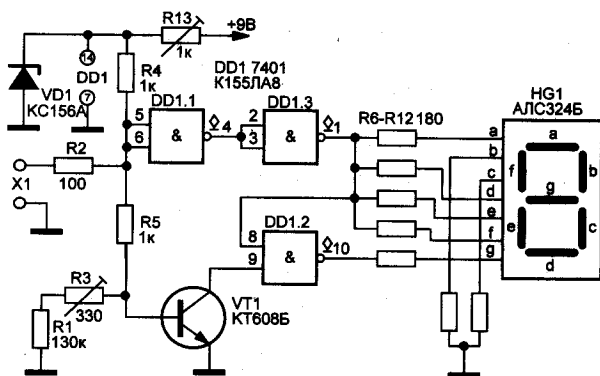 R13
1к
+9В
14
DD1
7
R4
1к
DD1 7401
К155ЛА8
VD1
КС156А
DD1.1
5
6
&
4
DD1.3
2
3
&
1
R6-R12 180
HG1
АЛС324Б
a
b
c
d
e
f
g
a
b
c
d
e
f
g
R2
100
X1
R5
1к
DD1.2
8
9
&
10
R3
330
R1
130к
VT1
КТ608Б